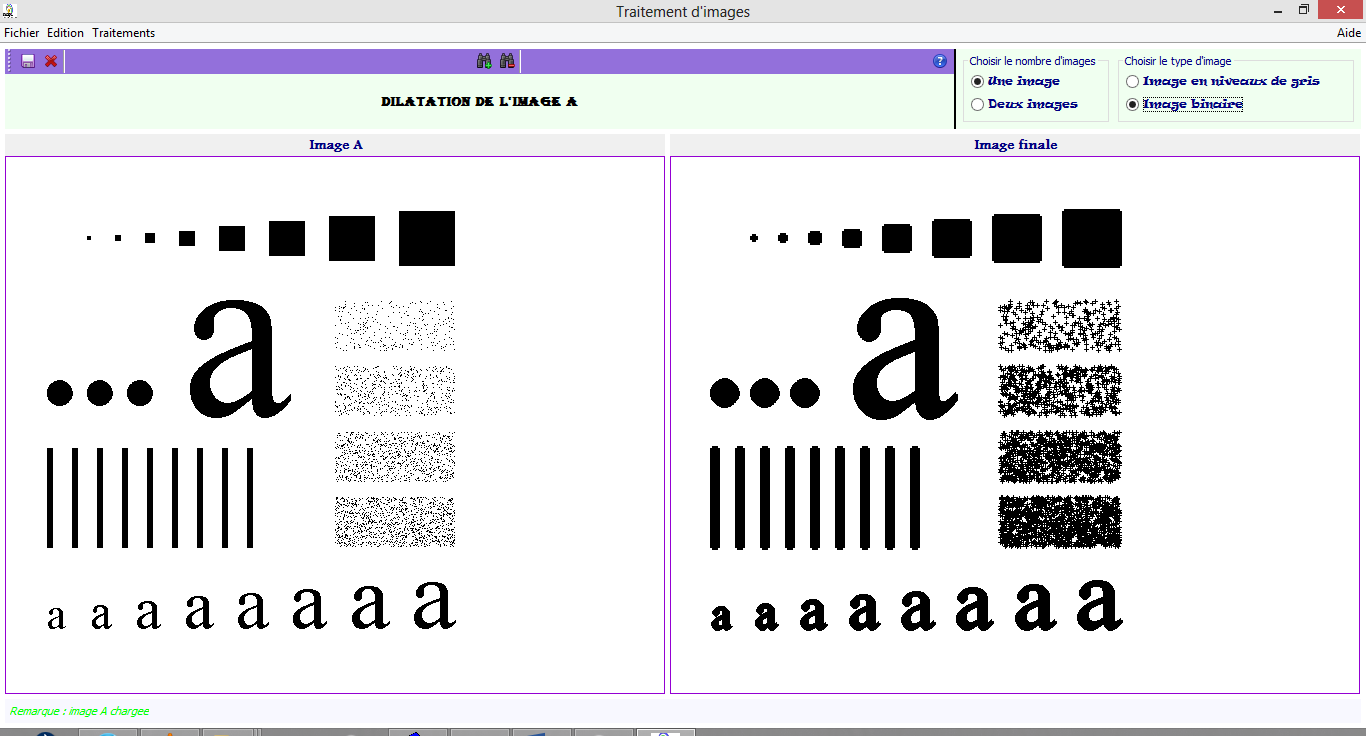 Traitement d'images
Fichier Edition Traitements Aide
Choisir le nombre d'images
Une image
Deux images
Choisir le type d'image
Image en niveaux de gris
Image binaire
DILATATION DE L'IMAGE A
Image A
Image finale
a
a
a a a a a a a a
a a a a a a a a
Remarque : image A chargee